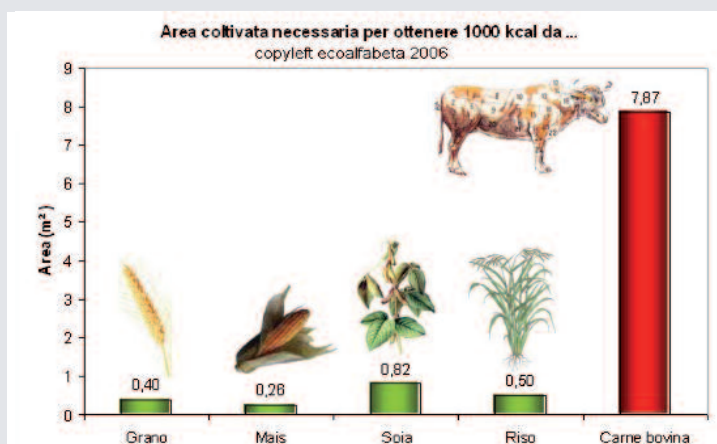 Area coltivata necessaria per ottenere 1000 kcal da ...
copyleft ecoalfabeta 2006
Area (m²)
9
8
7
6
5
4
3
2
1
0
0,40
0,26
0,82
0,50
7,87
Grano
Mais
Soia
Riso
Carne bovina